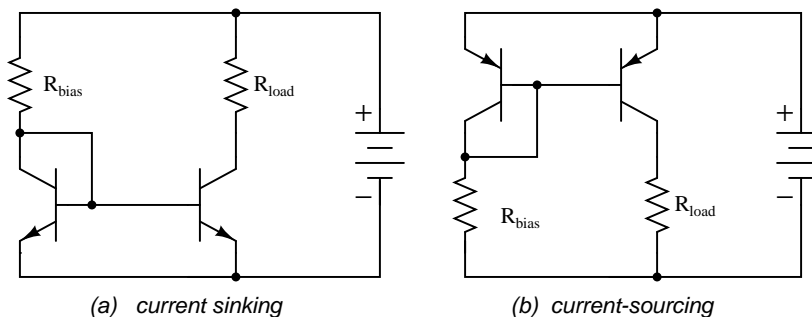 R_bias
R_load
+
−
(a) current sinking
+
−
R_bias
R_load
(b) current-sourcing